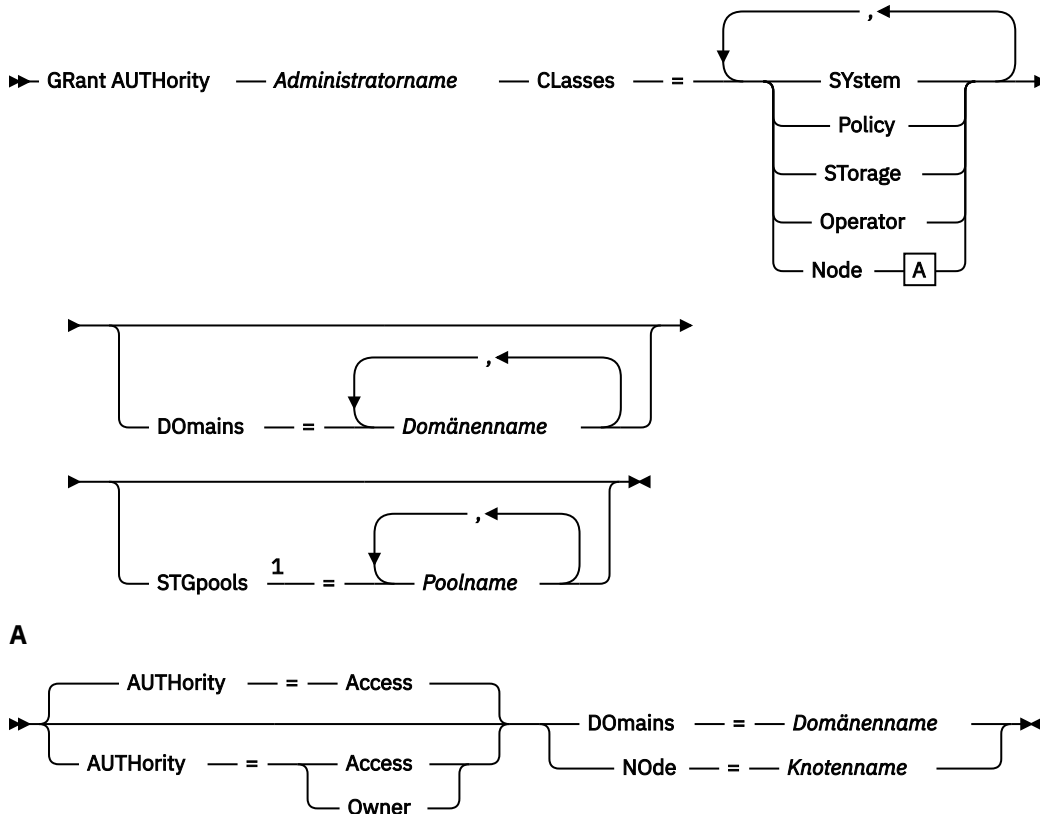 ,
GRant AUTHority Administratorname CLasses = SYstem
Policy
STorage
Operator
Node A
,
DOmains = Domänenname
,
STGpools 1 = Poolname
A
AUTHority = Access
DOmains = Domänenname
AUTHority = Access NOde = Knotenname
Owner